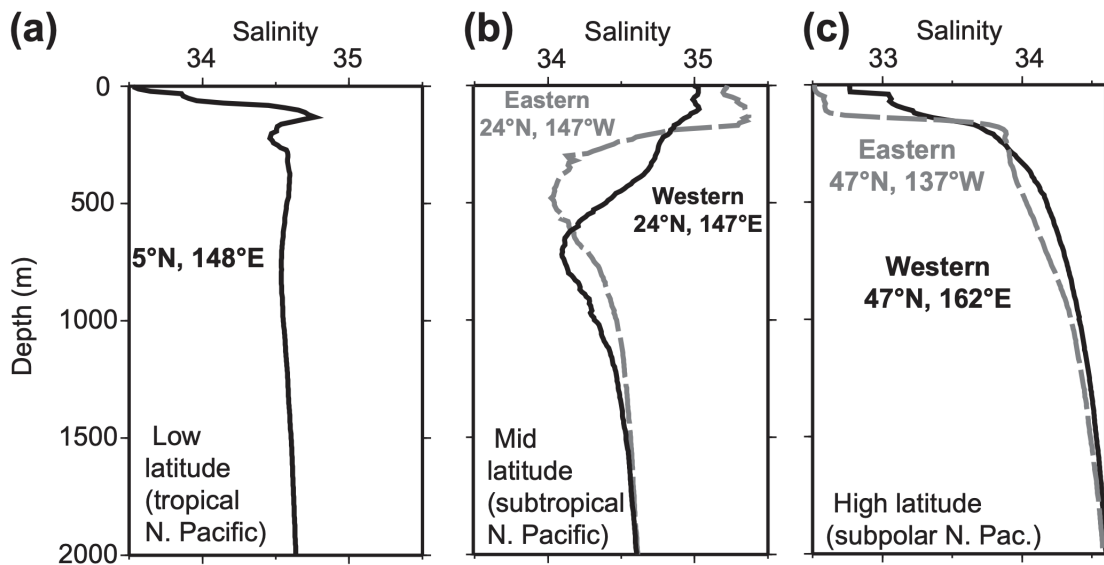 (a)
Salinity
34 35
0
500
1000
1500
2000
Depth (m)
5°N, 148°E
Low
latitude
(tropical
N. Pacific)
(b)
Salinity
34 35
Eastern
24°N, 147°W
Western
24°N, 147°E
Mid
latitude
(subtropical
N. Pacific)
(c)
Salinity
33 34
Eastern
47°N, 137°W
Western
47°N, 162°E
High latitude
(subpolar N. Pac.)